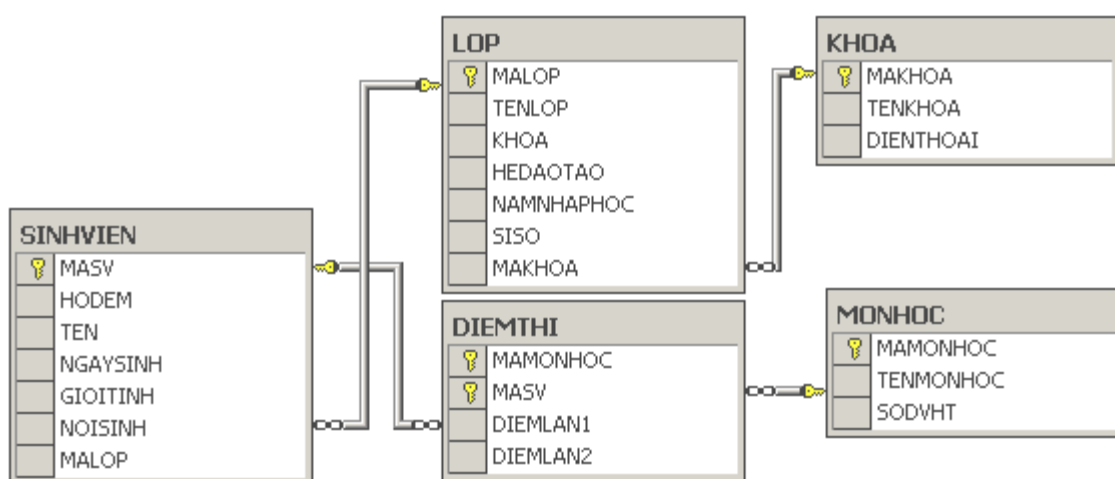 LOP
MALOP
TENLOP
KHOA
HEDAOTAO
NAMNHAPHOC
SISO
MAKHOA
KHOA
MAKHOA
TENKHOA
DIENTHOAI
SINHVIEN
MASV
HODEM
TEN
NGAYSINH
GIOITINH
NOISINH
MALOP
DIEMTHI
MAMONHOC
MASV
DIEMLAN1
DIEMLAN2
MONHOC
MAMONHOC
TENMONHOC
SODVHT